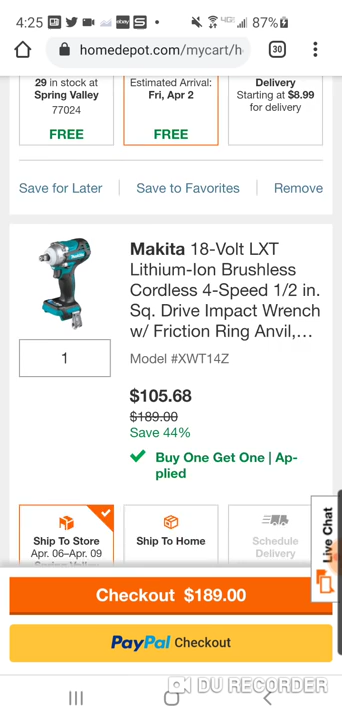 4:25
ebay
S
4G
87%
homedepot.com/mycart/h
30
29 in stock at
Spring Valley
77024
FREE
Estimated Arrival:
Fri, Apr 2
FREE
Delivery
Starting at $8.99
for delivery
Save for Later
Save to Favorites
Remove
Makita 18-Volt LXT
Lithium-Ion Brushless
Cordless 4-Speed 1/2 in.
Sq. Drive Impact Wrench
w/ Friction Ring Anvil,...
Model #XWT14Z
1
$105.68
$189.00
Save 44%
Buy One Get One | Ap-
plied
Ship To Store
Apr. 06–Apr. 09
Spring Valley
Ship To Home
Schedule
Delivery
Live Chat
Checkout $189.00
PayPal Checkout
DU RECORDER